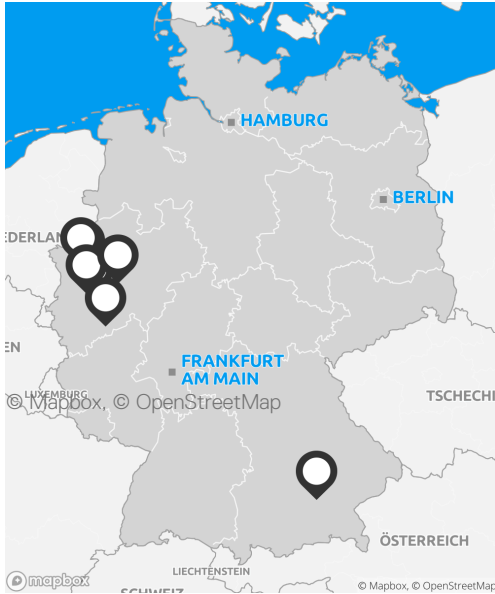 HAMBURG
BERLIN
EDERLAN
EN
FRANKFURT
AM MAIN
LUXEMBURG
© Mapbox, © OpenStreetMap
TSCHECHI
ÖSTERREICH
LIECHTENSTEIN
mapbox
© Mapbox, © OpenStreetMap
SCHWEIZ